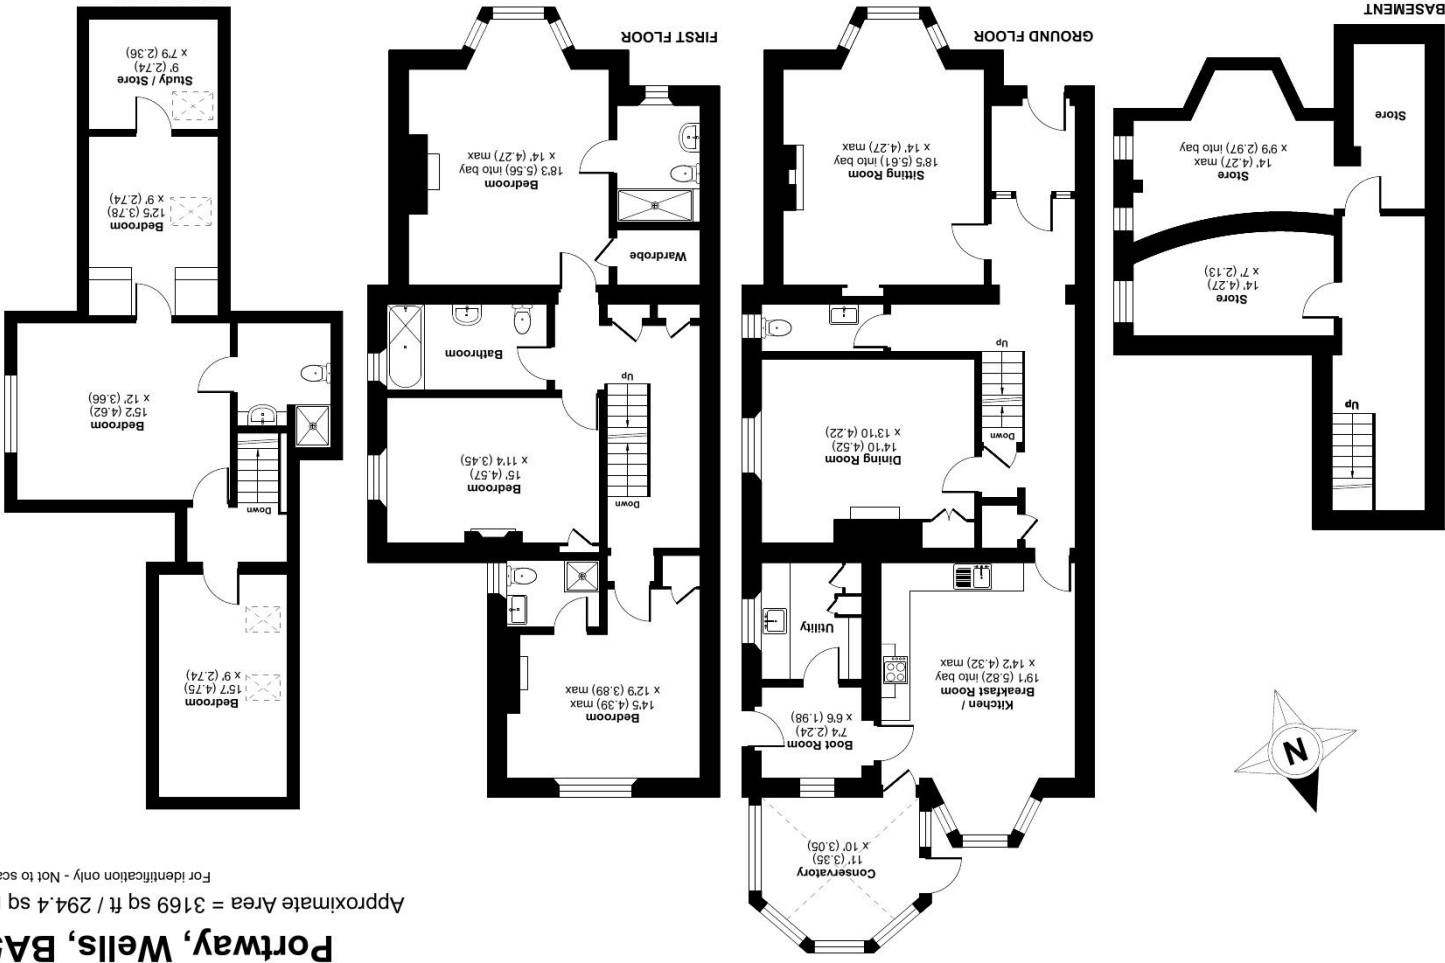 Portway, Wells, BA5
Approximate Area = 3169 sq ft / 294.4 sq
For identification only - Not to sca
N
Up
Store
14' (4.27)
x 7' (2.13)
Store
14' (4.27) max
x 9'9 (2.97) into bay
Store
BASEMENT
Conservatory
11' (3.35)
x 10' (3.05)
Boot Room
7'4 (2.24)
x 6'6 (1.98)
Kitchen /
Breakfast Room
19'1 (5.82) into bay
x 14'2 (4.32) max
Utility
Down
Dining Room
14'10 (4.52)
x 13'10 (4.22)
Up
Sitting Room
18'5 (5.61) into bay
x 14' (4.27) max
GROUND FLOOR
Bedroom
14'5 (4.39) max
x 12'9 (3.89) max
Down
Bedroom
15' (4.57)
x 11'4 (3.45)
Up
Bathroom
Wardrobe
Bedroom
18'3 (5.56) into bay
x 14' (4.27) max
FIRST FLOOR
Bedroom
15'7 (4.75)
x 9' (2.74)
Down
Bedroom
15'2 (4.62)
x 12' (3.66)
Bedroom
12'5 (3.78)
x 9' (2.74)
Study / Store
9' (2.74)
x 7'9 (2.36)